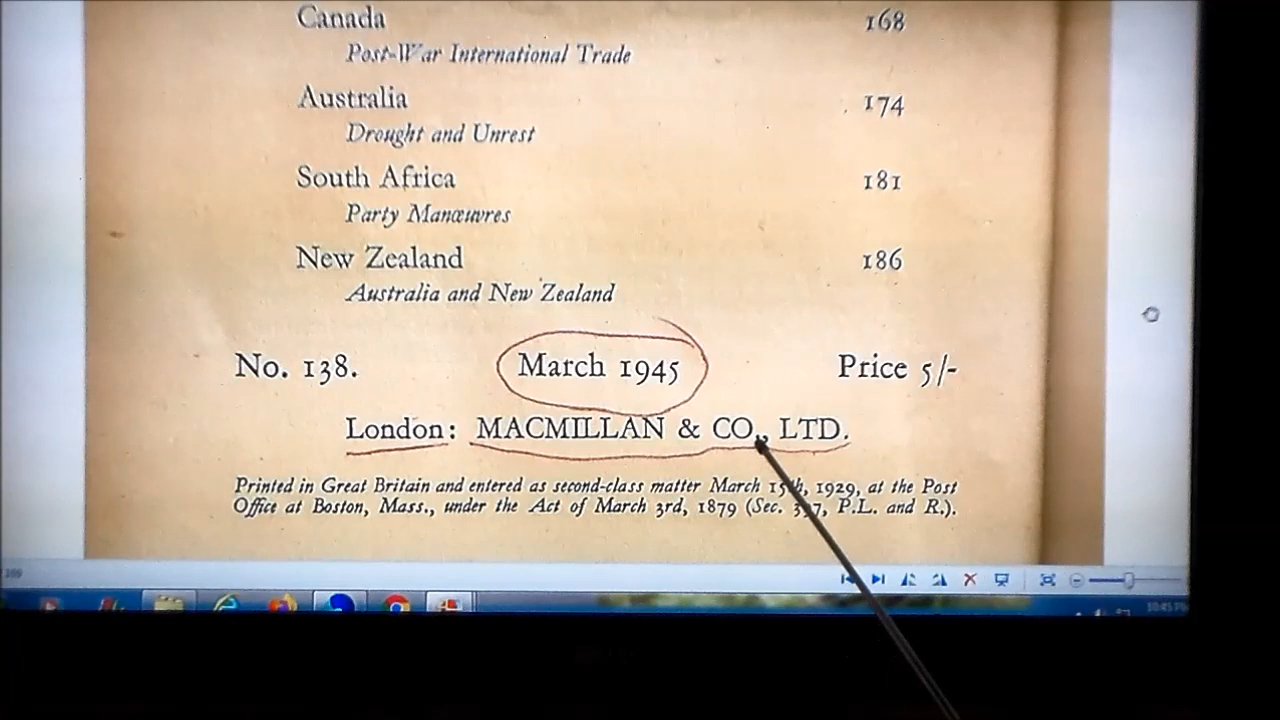 Canada 168
Post-War International Trade
Australia 174
Drought and Unrest
South Africa 181
Party Manœuvres
New Zealand 186
Australia and New Zealand
No. 138. March 1945 Price 5/-
London: MACMILLAN & CO., LTD.
Printed in Great Britain and entered as second-class matter March 15th, 1929, at the Post
Office at Boston, Mass., under the Act of March 3rd, 1879 (Sec. P.L. and R.).